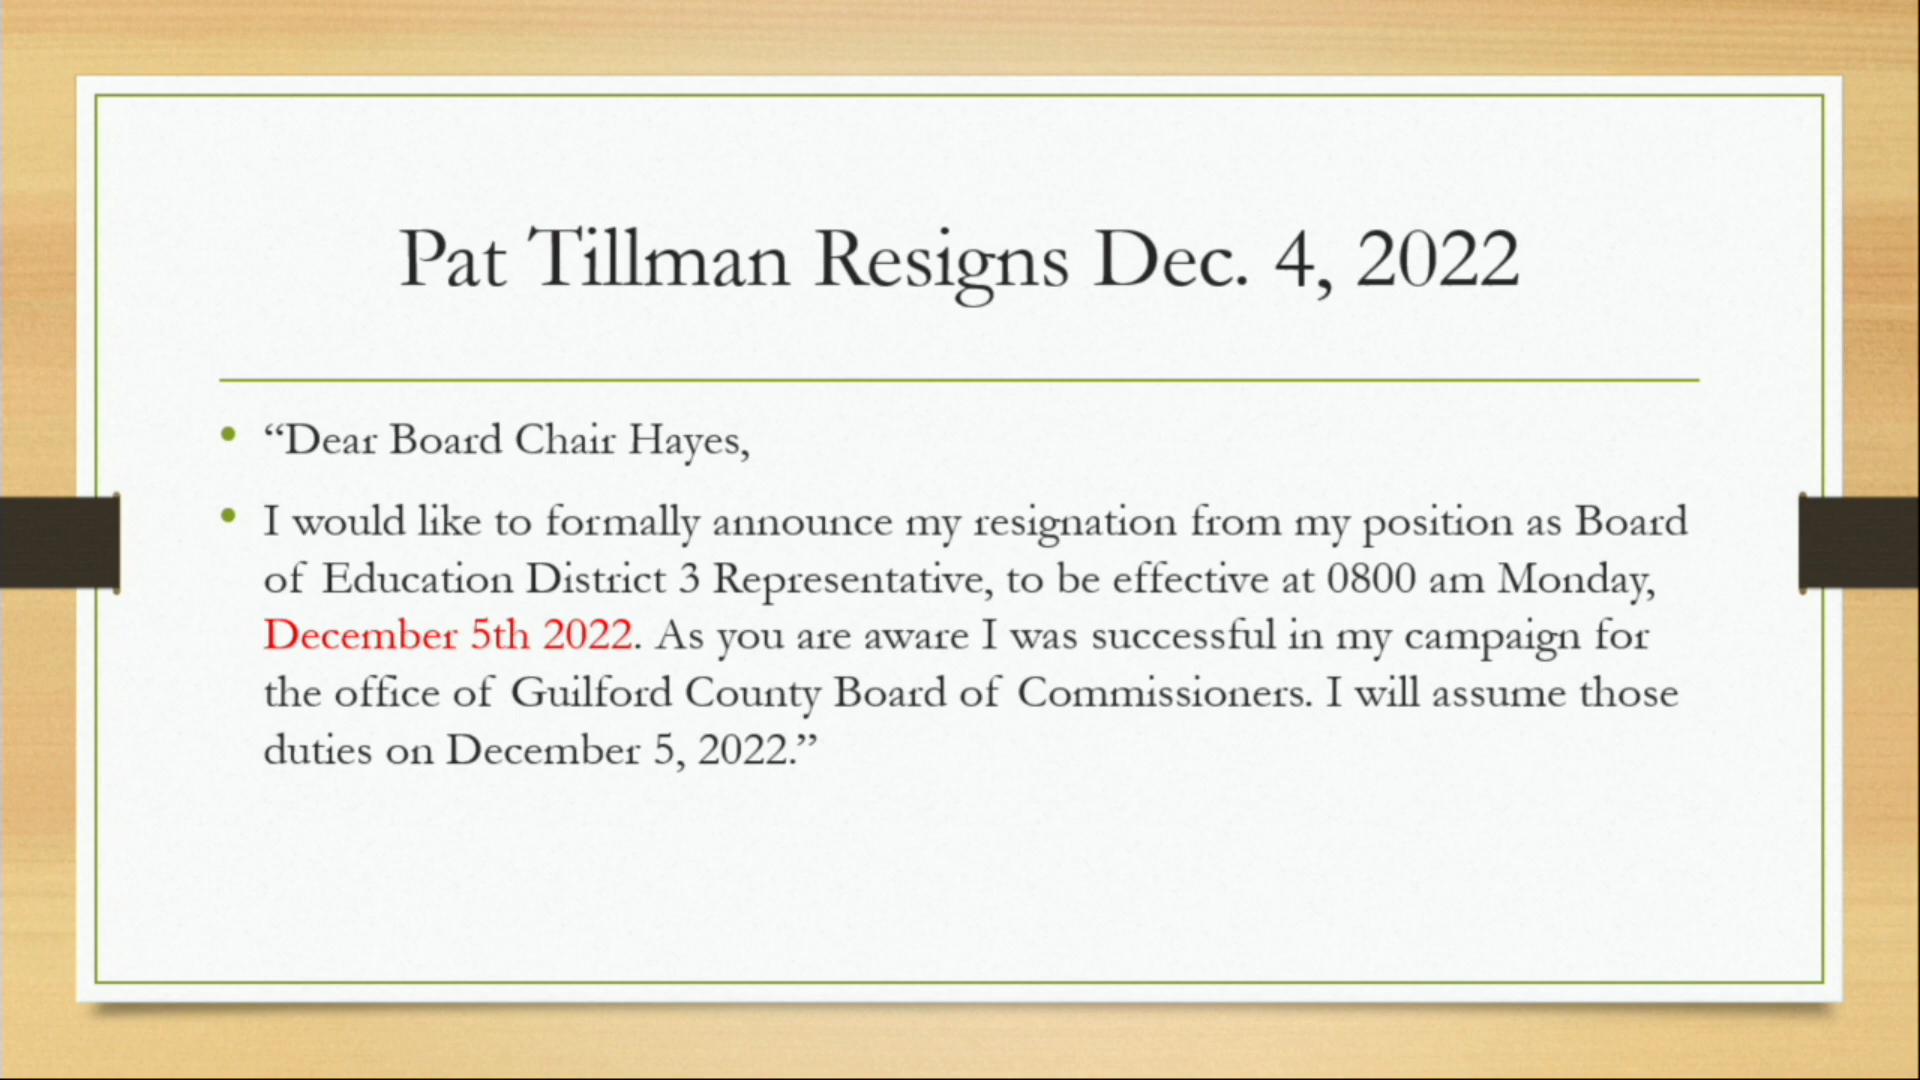 Pat Tillman Resigns Dec. 4, 2022
• “Dear Board Chair Hayes,
• I would like to formally announce my resignation from my position as Board
of Education District 3 Representative, to be effective at 0800 am Monday,
December 5th 2022. As you are aware I was successful in my campaign for
the office of Guilford County Board of Commissioners. I will assume those
duties on December 5, 2022.”